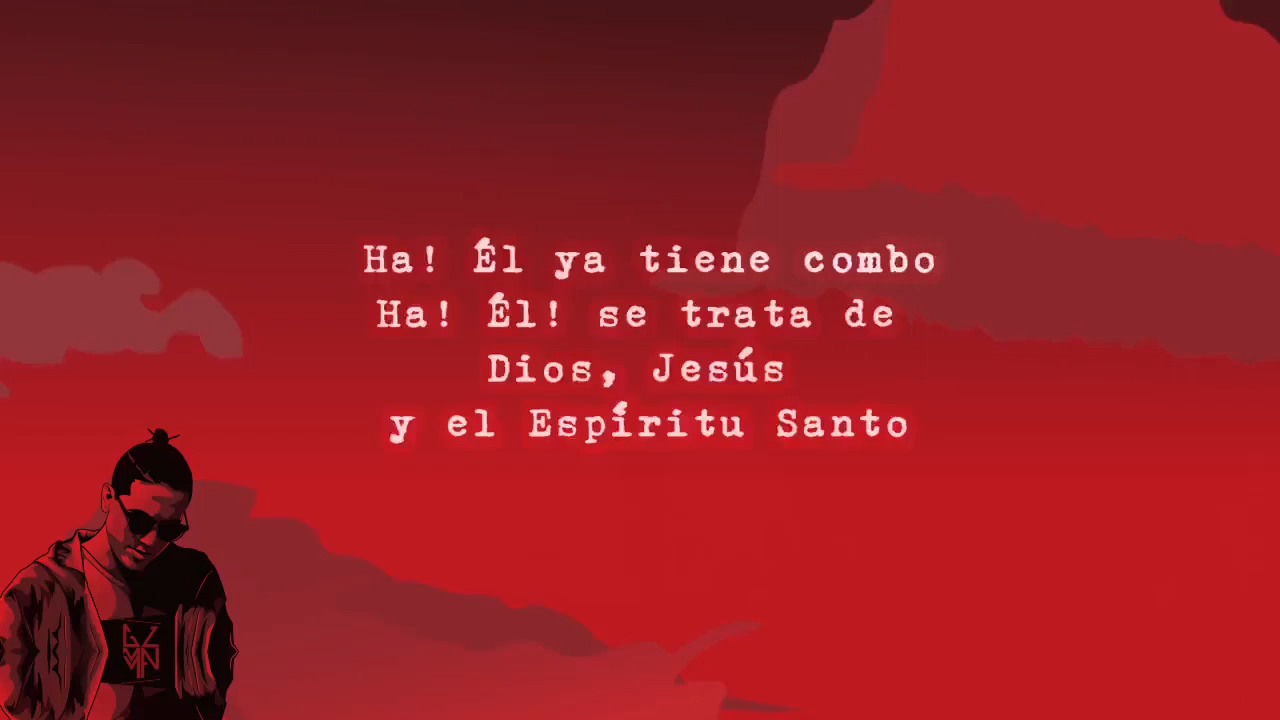 Ha! Él ya tiene combo
Ha! Él! se trata de
Dios, Jesús
y el Espíritu Santo